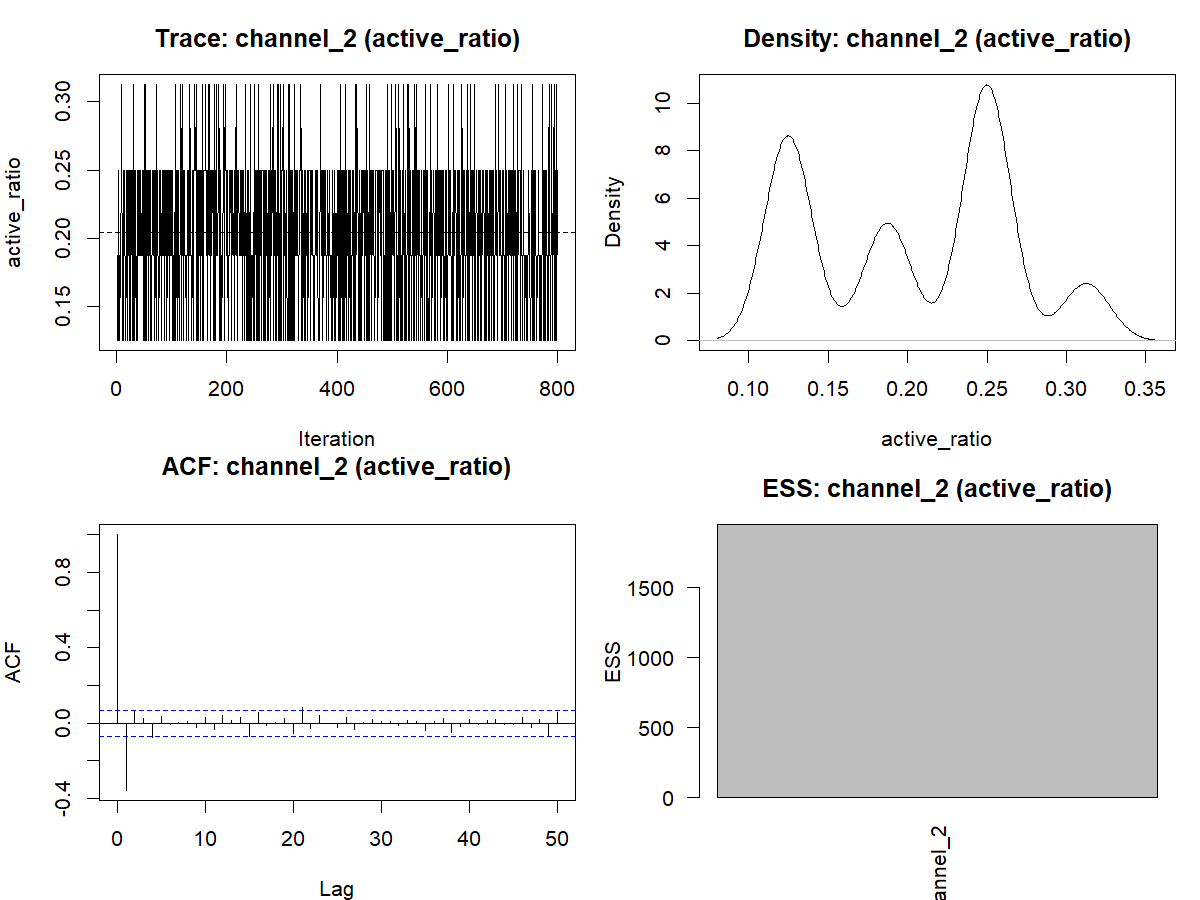 Trace: channel_2 (active_ratio)
active_ratio
0.30
0.25
0.20
0.15
0 200 400 600 800
Iteration
Density: channel_2 (active_ratio)
Density
10
8
6
4
2
0
0.10 0.15 0.20 0.25 0.30 0.35
active_ratio
ACF: channel_2 (active_ratio)
ACF
0.8
0.4
0.0
-0.4
0 10 20 30 40 50
Lag
ESS: channel_2 (active_ratio)
ESS
1500
1000
500
0
annel_2